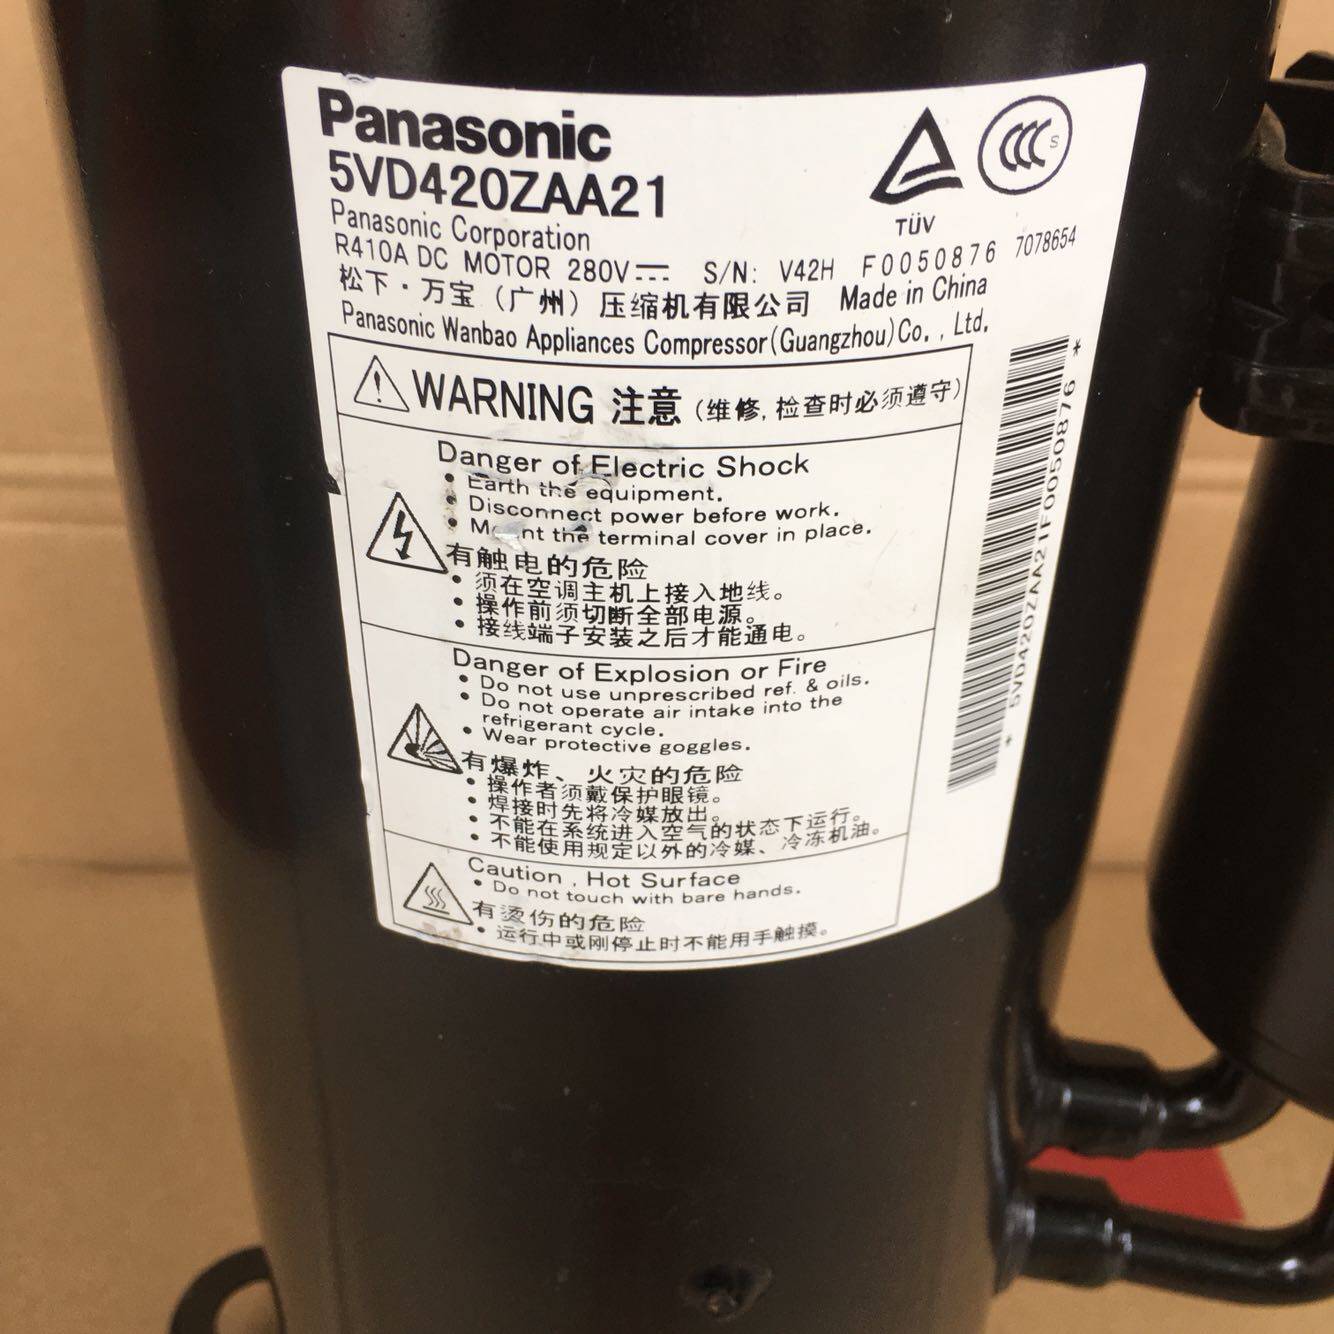 Panasonic
5VD420ZAA21
Panasonic Corporation
R410A DC MOTOR 280V S/N: V42H F0050876 7078654
松下·万宝（广州）压缩机有限公司 Made in China
Panasonic Wanbao Appliances Compressor(Guangzhou)Co., Ltd.
TÜV
CCC S
WARNING 注意（维修,检查时必须遵守）
Danger of Electric Shock
• Earth the equipment.
• Disconnect power before work.
• Mount the terminal cover in place.
有触电的危险
• 须在空调主机上接入地线。
• 操作前须切断全部电源。
• 接线端子安装之后才能通电。
Danger of Explosion or Fire
• Do not use unprescribed ref. & oils.
• Do not operate air intake into the
refrigerant cycle.
• Wear protective goggles.
有爆炸、火灾的危险
• 操作者须戴保护眼镜。
• 焊接时先将冷媒放出。
• 不能在系统进入空气的状态下运行。
• 不能使用规定以外的冷媒、冷冻机油。
Caution , Hot Surface
• Do not touch with bare hands.
有烫伤的危险
• 运行中或刚停止时不能用手触摸。
*5VD420ZAA21F0050876*